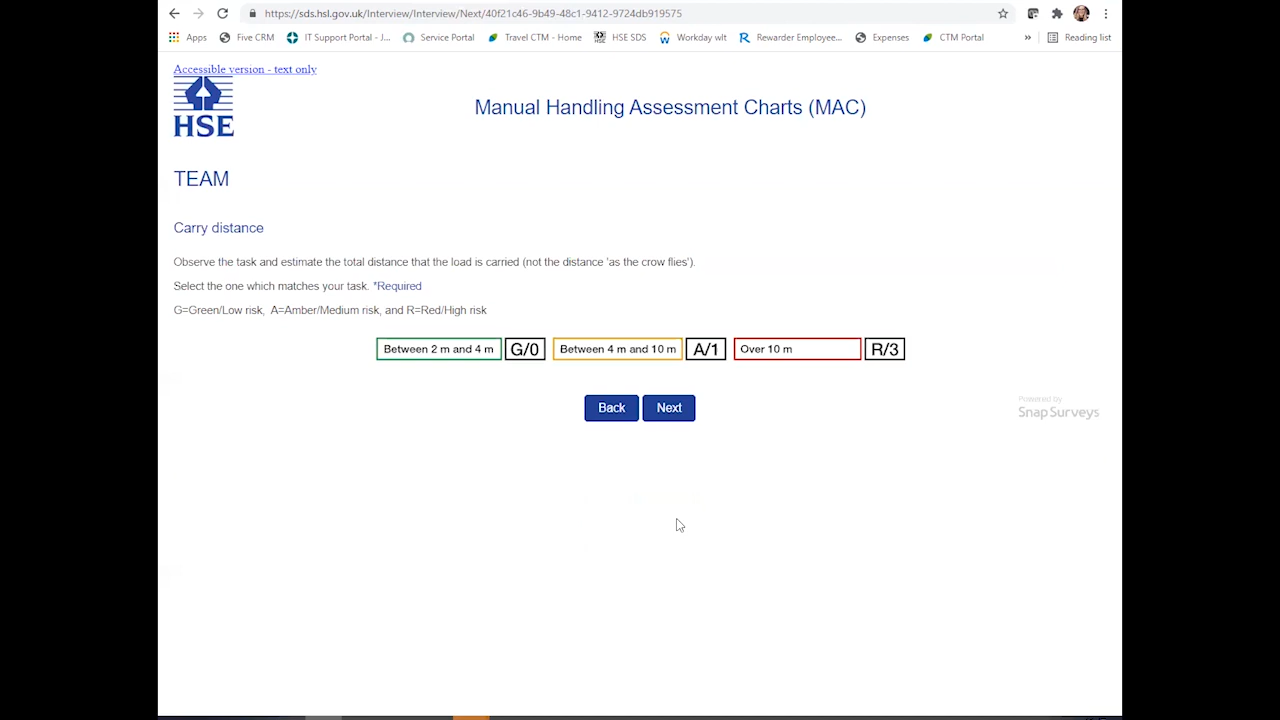 https://sds.hsl.gov.uk/Interview/Interview/Next/40f21c46-9b49-48c1-9412-9724db919575
Apps Five CRM IT Support Portal - J... Service Portal Travel CTM - Home HSE SDS Workday wlt Rewarder Employee... Expenses CTM Portal » Reading list
Accessible version - text only
HSE
Manual Handling Assessment Charts (MAC)
TEAM
Carry distance
Observe the task and estimate the total distance that the load is carried (not the distance 'as the crow flies').
Select the one which matches your task. *Required
G=Green/Low risk, A=Amber/Medium risk, and R=Red/High risk
Between 2 m and 4 m G/0 Between 4 m and 10 m A/1 Over 10 m R/3
Back Next
Powered by
SnapSurveys